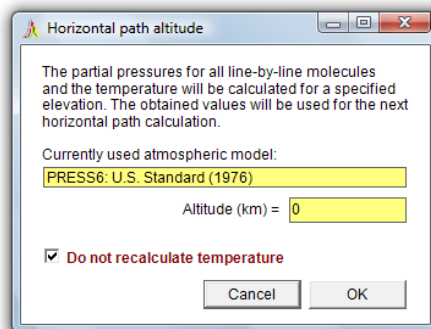 Horizontal path altitude
The partial pressures for all line-by-line molecules
and the temperature will be calculated for a specified
elevation. The obtained values will be used for the next
horizontal path calculation.
Currently used atmospheric model:
PRESS6: U.S. Standard (1976)
Altitude (km) = 0
Do not recalculate temperature
Cancel OK